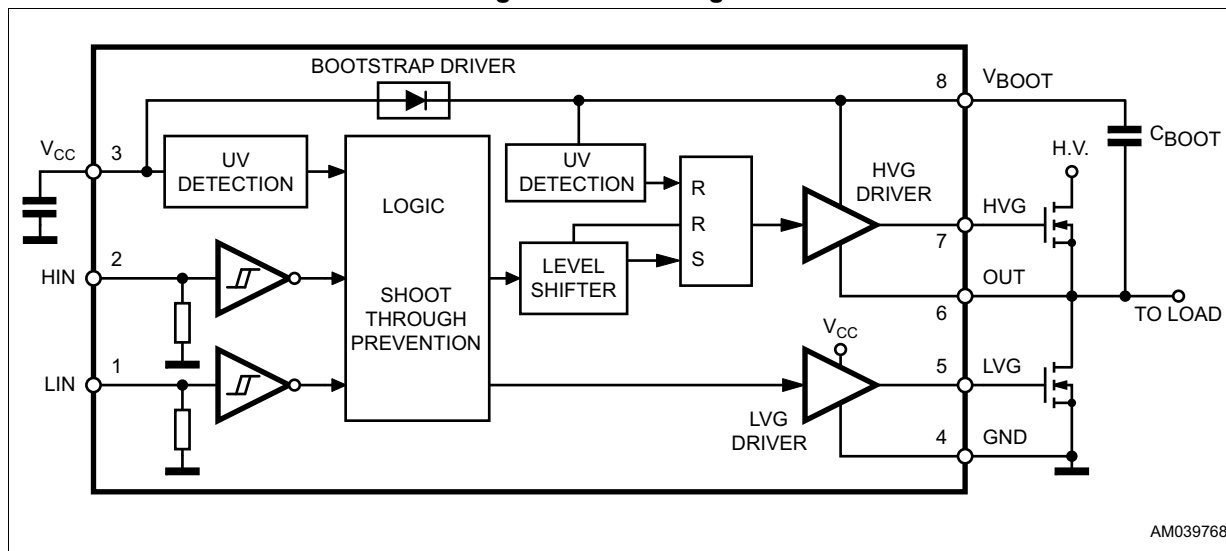 BOOTSTRAP DRIVER
8
VBOOT
CBOOT
H.V.
VCC
3
UV
DETECTION
UV
DETECTION
LOGIC
SHOOT
THROUGH
PREVENTION
R
R
S
HVG
DRIVER
HVG
7
HIN
2
LEVEL
SHIFTER
OUT
6
TO LOAD
VCC
LIN
1
5
LVG
LVG
DRIVER
4
GND
AM039768